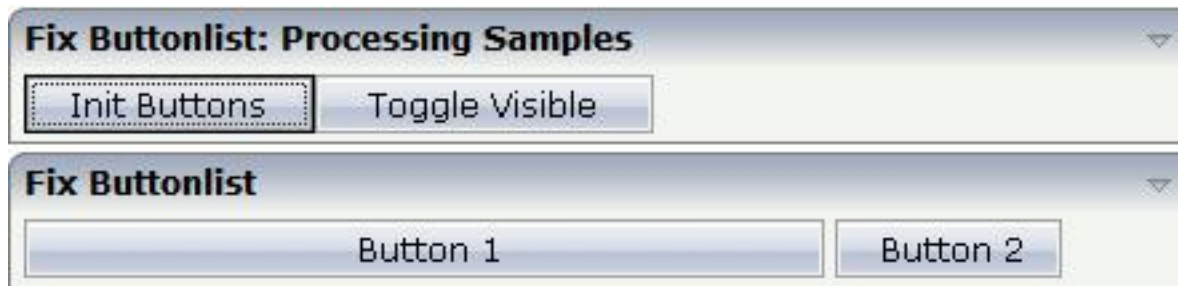 Fix Buttonlist: Processing Samples
Init Buttons Toggle Visible
Fix Buttonlist
Button 1 Button 2